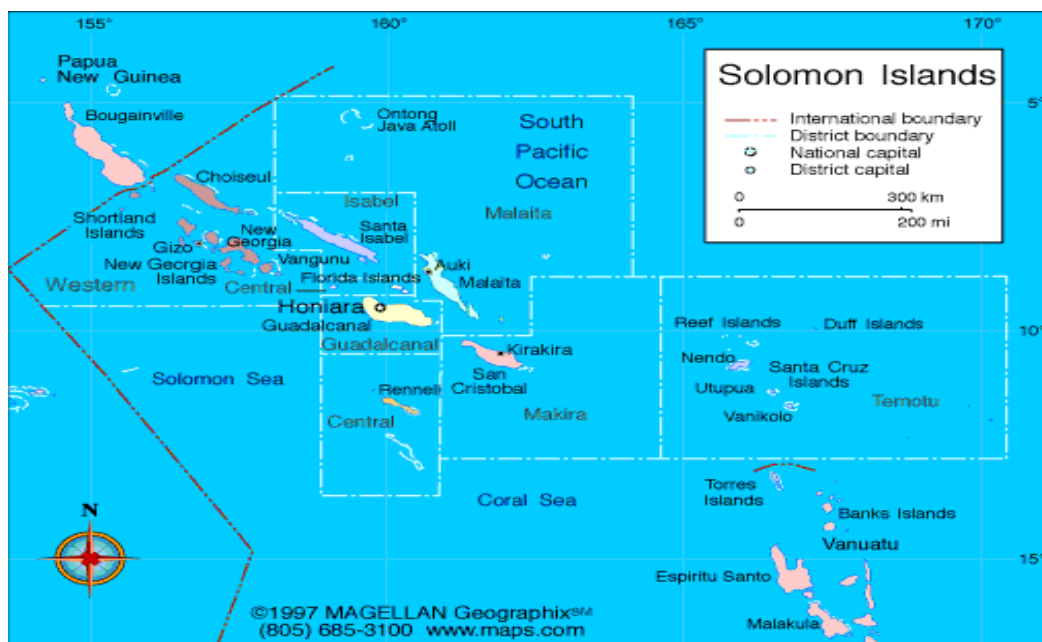 155°
160°
165°
170°
Papua
New Guinea
Bougainville
Ontong
Java Atoll
South
Pacific
Ocean
Solomon Islands
International boundary
District boundary
National capital
District capital
0 300 km
0 200 mi
5°
Choiseul
Isabel
Malaita
Shortland
Islands
New
Georgia
Santa
Isabel
Gizo
New Georgia
Islands
Vangunu
Auki
Florida Islands
Malaita
Western
Central
Honiara
Guadalcanal
Guadalcanal
Reef Islands
Duff Islands
10°
Kirakira
Nendo
San
Cristobal
Santa Cruz
Islands
Solomon Sea
Rennell
Utupua
Central
Makira
Vanikolo
Temotu
Torres
Islands
Coral Sea
N
Banks Islands
Vanuatu
15°
Espiritu Santo
©1997 MAGELLAN Geographix℠
(805) 685-3100 www.maps.com
Malakula